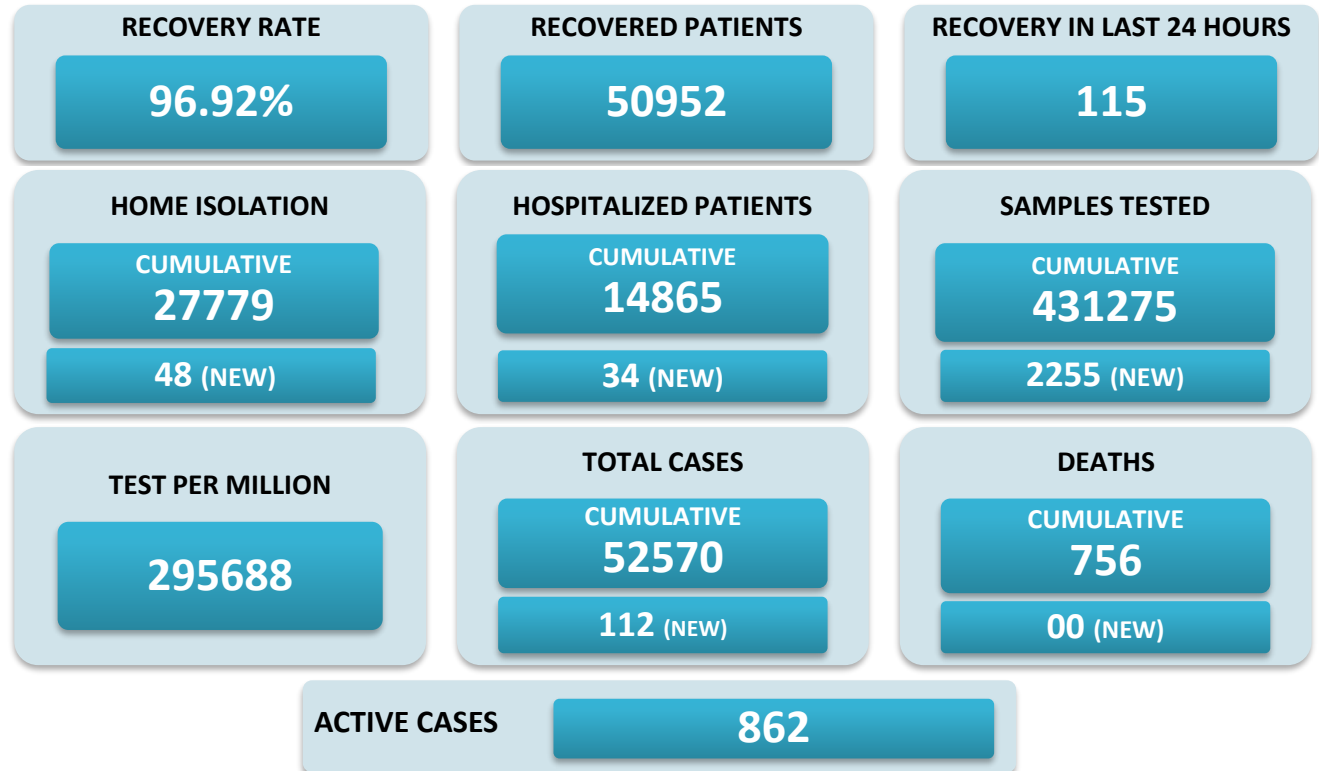 RECOVERY RATE
96.92%
RECOVERED PATIENTS
50952
RECOVERY IN LAST 24 HOURS
115
HOME ISOLATION
CUMULATIVE
27779
48 (NEW)
HOSPITALIZED PATIENTS
CUMULATIVE
14865
34 (NEW)
SAMPLES TESTED
CUMULATIVE
431275
2255 (NEW)
TEST PER MILLION
295688
TOTAL CASES
CUMULATIVE
52570
112 (NEW)
DEATHS
CUMULATIVE
756
00 (NEW)
ACTIVE CASES
862